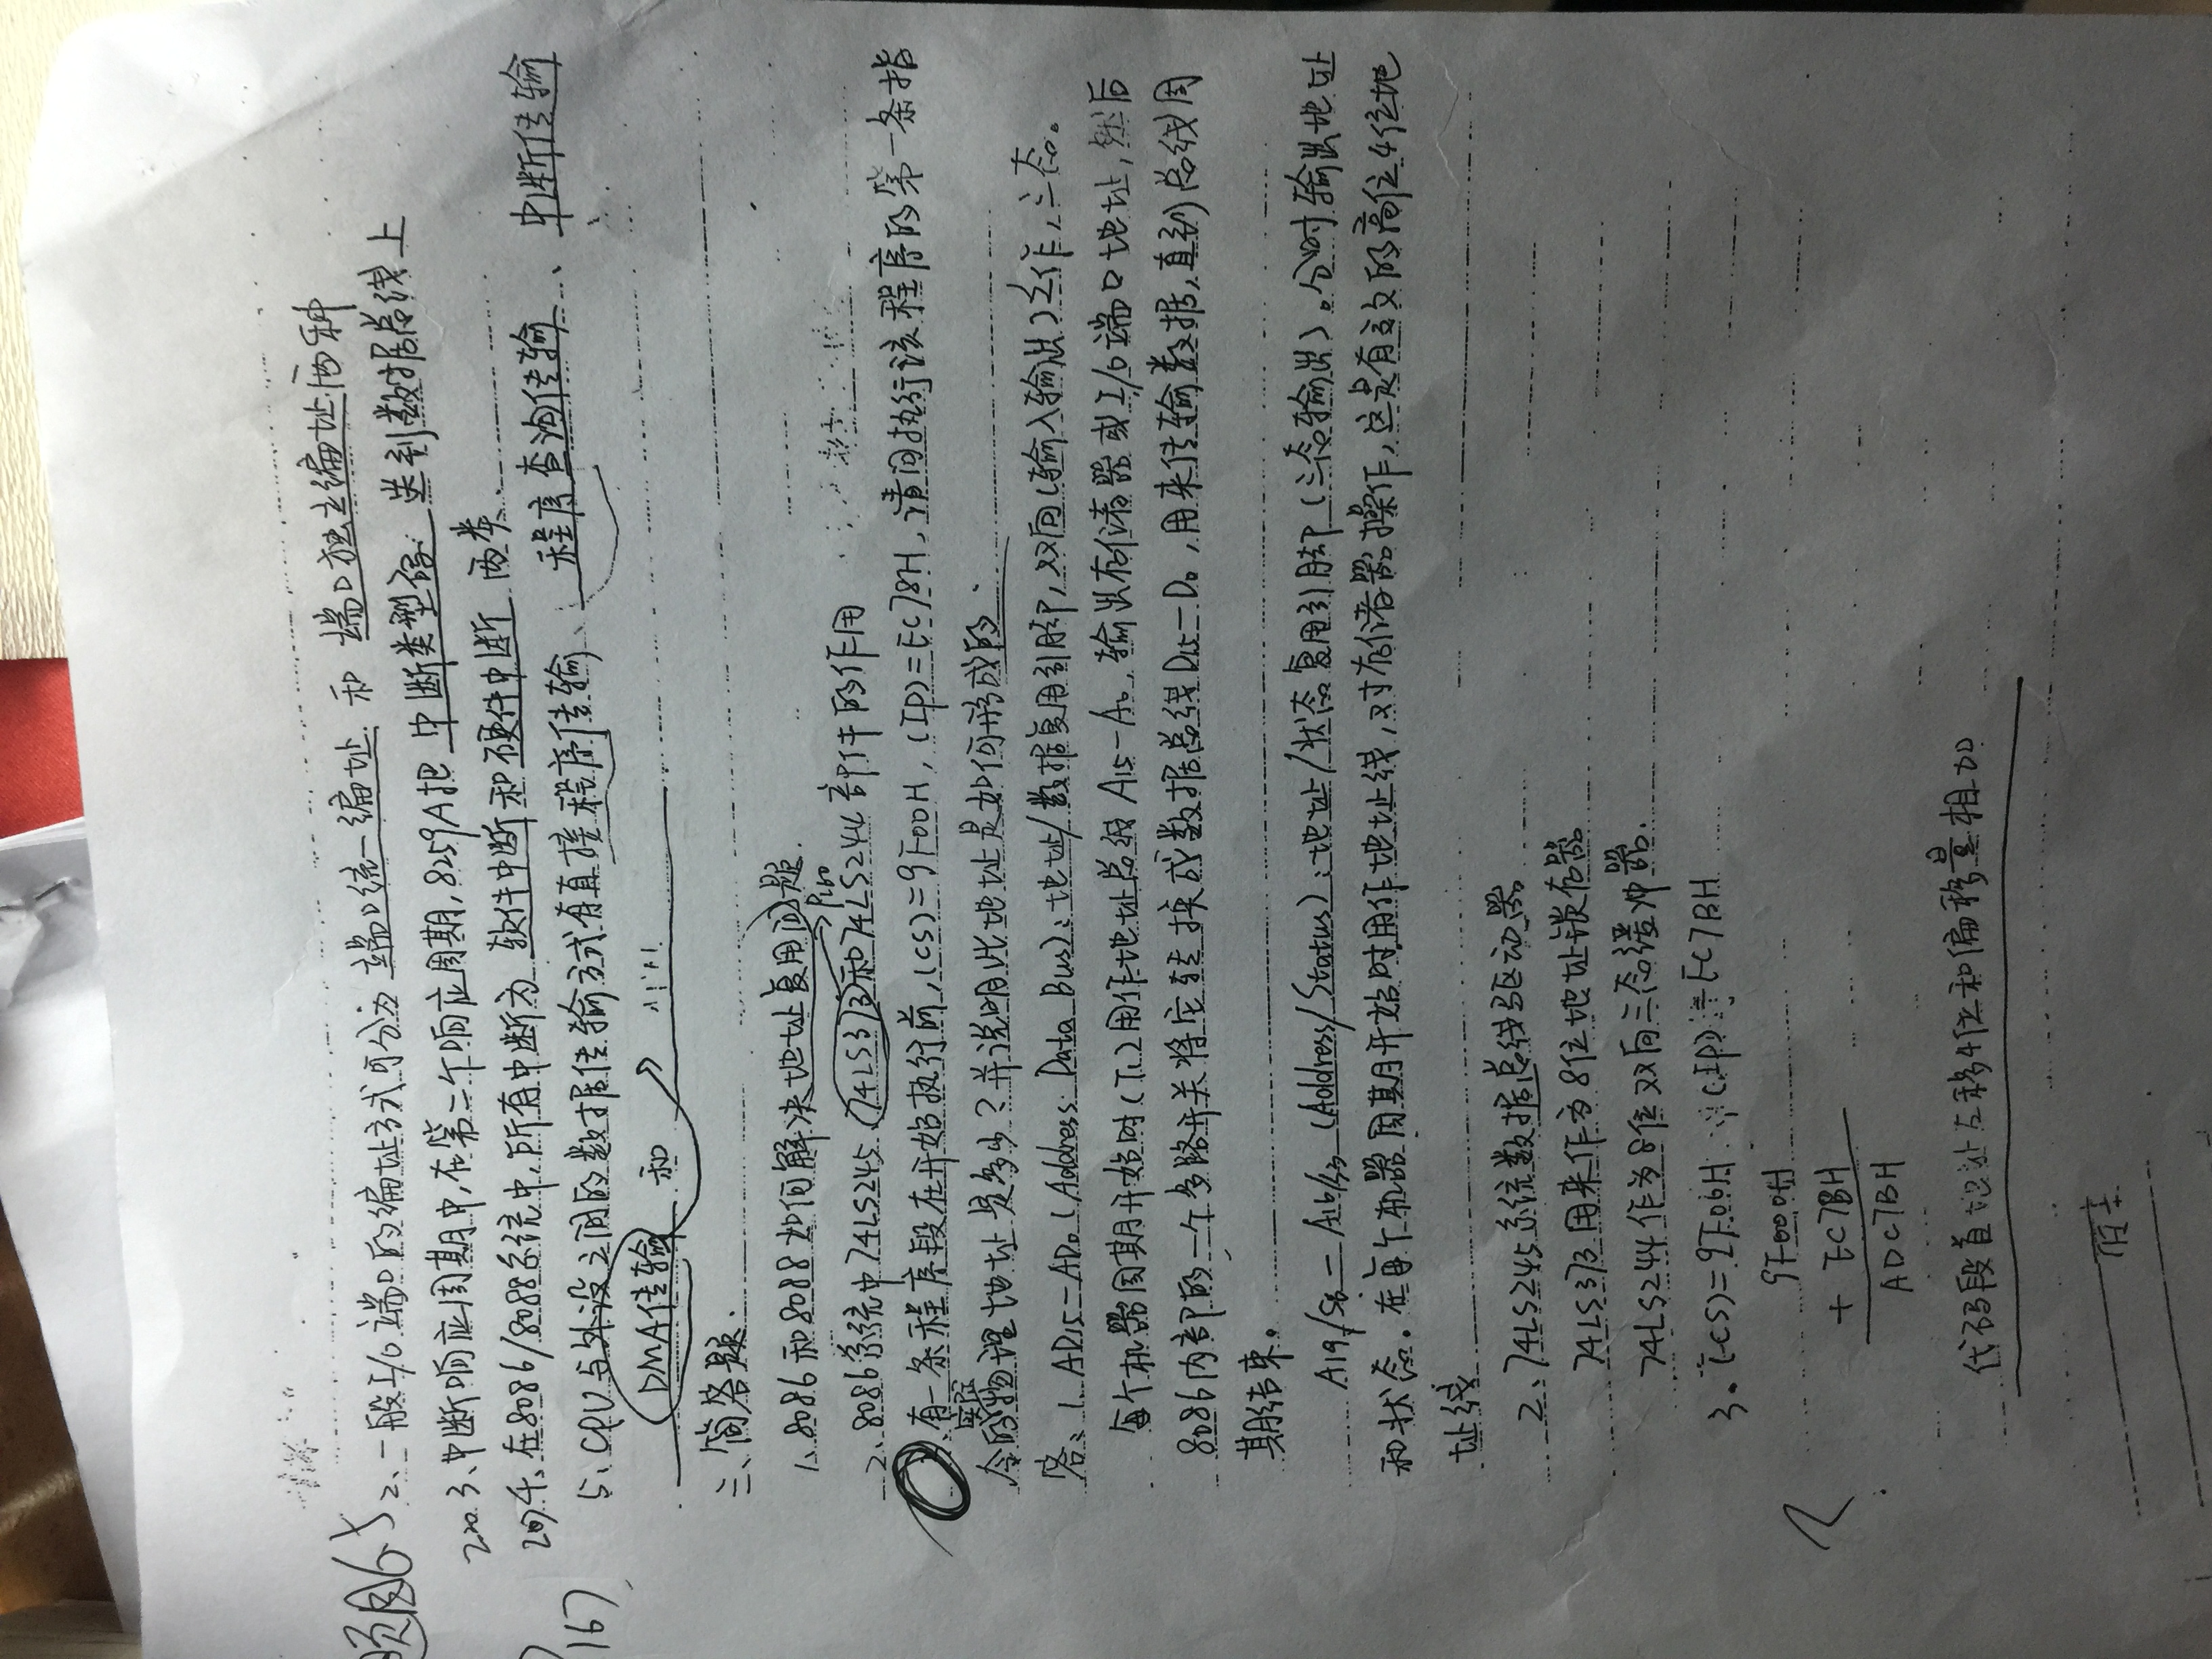 2、一般I/O端口的编址方式可分为 端口统一编址 和 端口独立编址 两种
220. 3、中断响应周期中,在第二个响应周期,8259A把 中断类型码 送到数据总线上
207 4、在8086/8088系统中,所有中断为 软件中断 和 硬件中断 两类.
167
5、CPU与外设之间的数据传输方式有直接程序传输、程序查询传输、中断传输
DMA传输 和
三、简答题.
1、8086和8088如何解决地址复用问题.
P160
2、8086系统中74LS245、74LS373和74LS244部件的作用
、有一条程序段在开始执行前,(CS)=9F00H,(IP)=EC78H,请问执行该程序的第一条指
实际
令的物理地址是多少?并说明此地址是如何形成的.
答:1、AD15—AD0(Address Data Bus):地址/数据复用引脚,双向(输入输出)工作,三态。
每个机器周期开始时(T1)用作地址总线A15—A0,输出存储器或I/O端口地址,然后
8086内部的一个多路开关将它转换成数据总线D15—D0,用来传输数据,直到总线周
期结束。
A19/S6—A16/S3(Address/Status):地址/状态复用引脚(三态输出)。分时输出地址
和状态。在每个机器周期开始时用作地址线,对存储器操作,这是有效的高位4位地
址线
2、74LS245系统数据总线驱动器
74LS373用来作为8位地址锁存器
74LS244作为8位双向三态缓冲器.
3. (CS)=9F00H (IP)=EC7BH
9F000H
+ EC7BH
ADC7BH
代码段首地址左移4位和偏移量相加